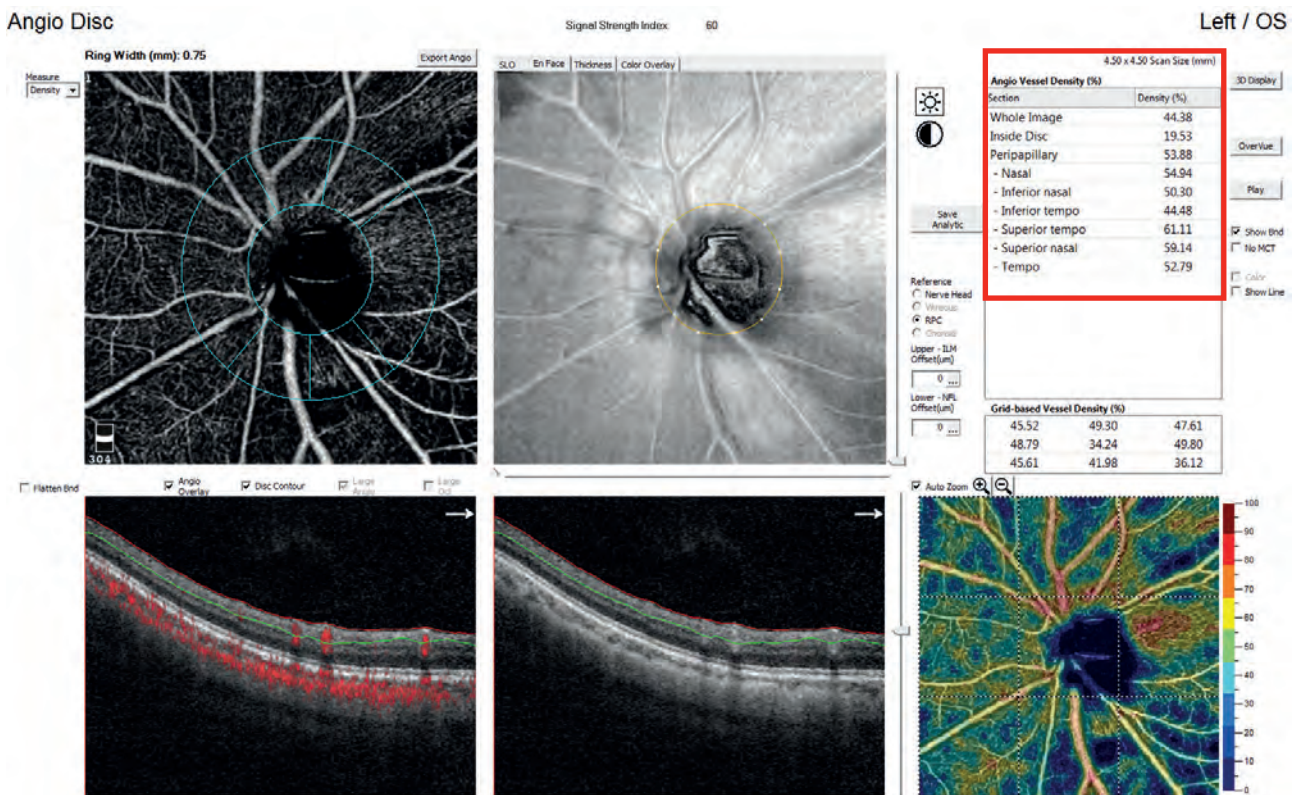 Angio Disc
Signal Strength Index: 60
Left / OS
Ring Width (mm): 0.75
Export Angio
Measure
Density
1
304
SLO En Face Thickness Color Overlay
Save
Analytic
Reference
Nerve Head
Vitreous
RPC
Choroid
Upper - ILM
Offset(um)
0 ...
Lower - NFL
Offset(um)
0 ...
4.50 x 4.50 Scan Size (mm)
Angio Vessel Density (%)
Section Density (%)
Whole Image 44.38
Inside Disc 19.53
Peripapillary 53.88
- Nasal 54.94
- Inferior nasal 50.30
- Inferior tempo 44.48
- Superior tempo 61.11
- Superior nasal 59.14
- Tempo 52.79
3D Display
OverVue
Play
Show Bnd
No MCT
Color
Show Line
Grid-based Vessel Density (%)
45.52 49.30 47.61
48.79 34.24 49.80
45.61 41.98 36.12
Flatten Bnd
Angio
Overlay
Disc Contour
Large
Angio
Large
Oct
Auto Zoom
100
90
80
70
60
50
40
30
20
10
0